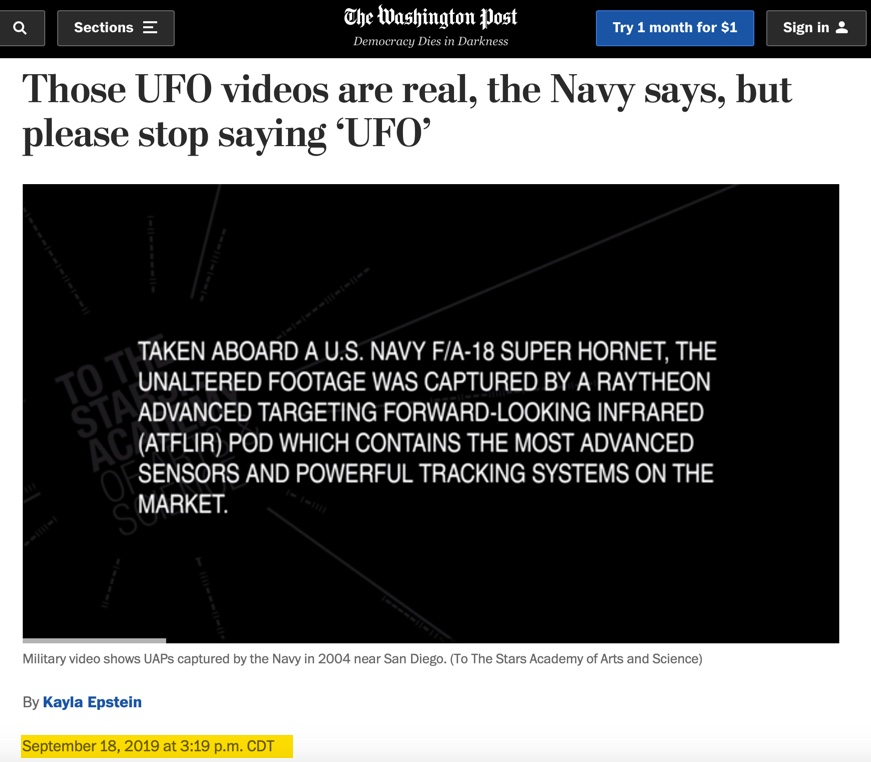 Sections
The Washington Post
Democracy Dies in Darkness
Try 1 month for $1
Sign in
Those UFO videos are real, the Navy says, but
please stop saying ‘UFO’
TO THE
STARS
ACADEMY
OF ARTS &
SCIENCE
TAKEN ABOARD A U.S. NAVY F/A-18 SUPER HORNET, THE
UNALTERED FOOTAGE WAS CAPTURED BY A RAYTHEON
ADVANCED TARGETING FORWARD-LOOKING INFRARED
(ATFLIR) POD WHICH CONTAINS THE MOST ADVANCED
SENSORS AND POWERFUL TRACKING SYSTEMS ON THE
MARKET.
Military video shows UAPs captured by the Navy in 2004 near San Diego. (To The Stars Academy of Arts and Science)
By Kayla Epstein
September 18, 2019 at 3:19 p.m. CDT